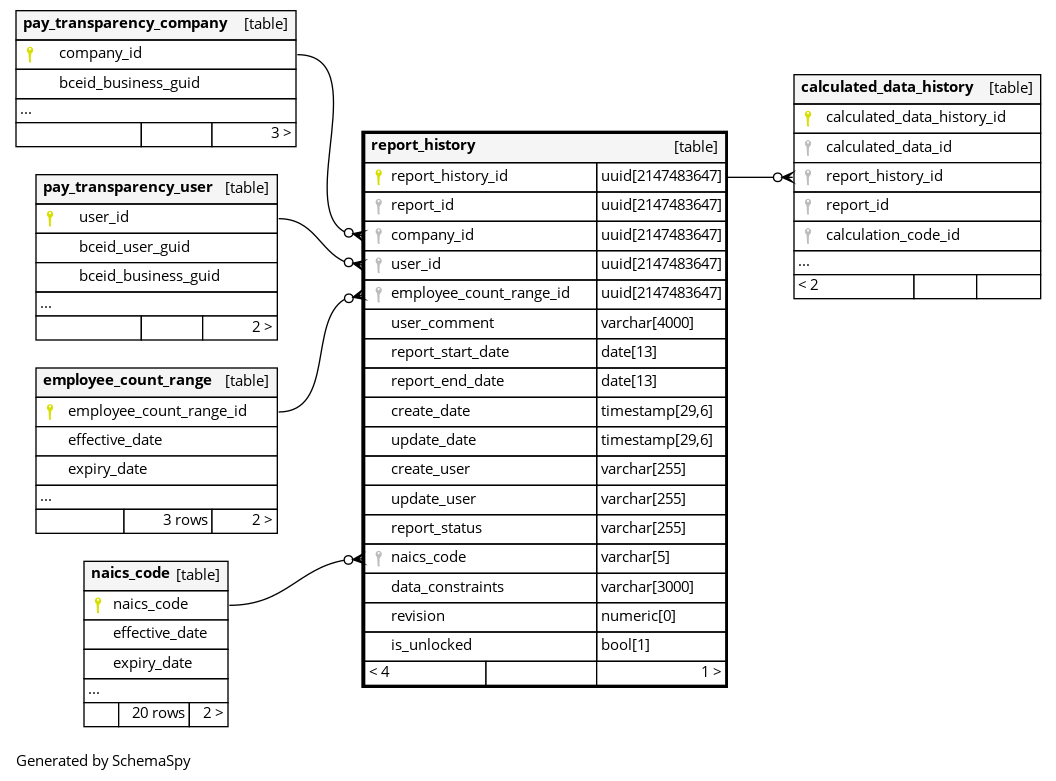 pay_transparency_company [table]
company_id
bceid_business_guid
...
3 >
pay_transparency_user [table]
user_id
bceid_user_guid
bceid_business_guid
...
2 >
employee_count_range [table]
employee_count_range_id
effective_date
expiry_date
...
3 rows 2 >
naics_code [table]
naics_code
effective_date
expiry_date
...
20 rows 2 >
report_history [table]
report_history_id uuid[2147483647]
report_id uuid[2147483647]
company_id uuid[2147483647]
user_id uuid[2147483647]
employee_count_range_id uuid[2147483647]
user_comment varchar[4000]
report_start_date date[13]
report_end_date date[13]
create_date timestamp[29,6]
update_date timestamp[29,6]
create_user varchar[255]
update_user varchar[255]
report_status varchar[255]
naics_code varchar[5]
data_constraints varchar[3000]
revision numeric[0]
is_unlocked bool[1]
< 4 1 >
calculated_data_history [table]
calculated_data_history_id
calculated_data_id
report_history_id
report_id
calculation_code_id
...
< 2
Generated by SchemaSpy